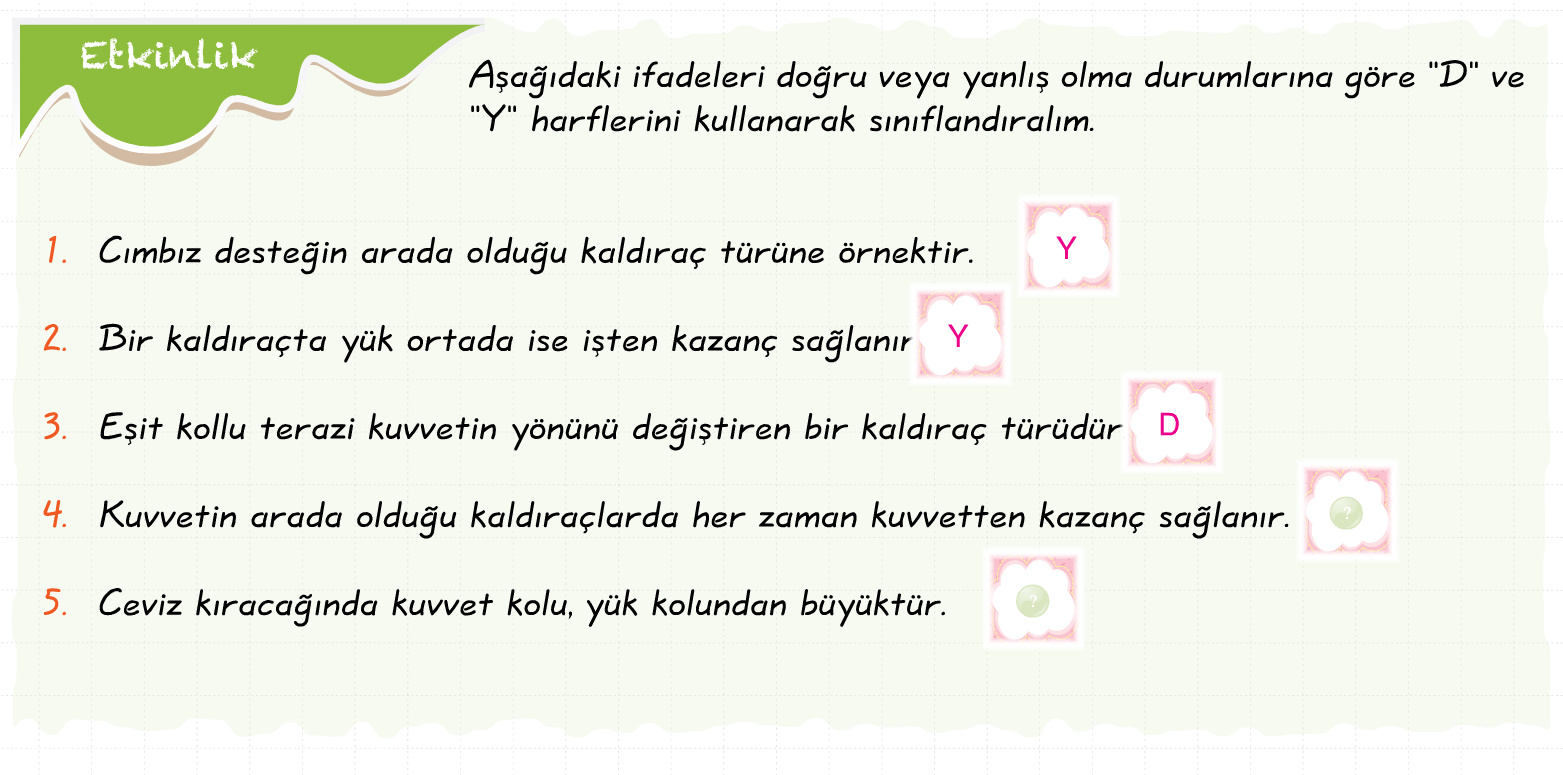 Etkinlik
Aşağıdaki ifadeleri doğru veya yanlış olma durumlarına göre "D" ve
"Y" harflerini kullanarak sınıflandıralım.
1. Cımbız desteğin arada olduğu kaldıraç türüne örnektir. Y
2. Bir kaldıraçta yük ortada ise işten kazanç sağlanır Y
3. Eşit kollu terazi kuvvetin yönünü değiştiren bir kaldıraç türüdür D
4. Kuvvetin arada olduğu kaldıraçlarda her zaman kuvvetten kazanç sağlanır. ?
5. Ceviz kıracağında kuvvet kolu, yük kolundan büyüktür. ?